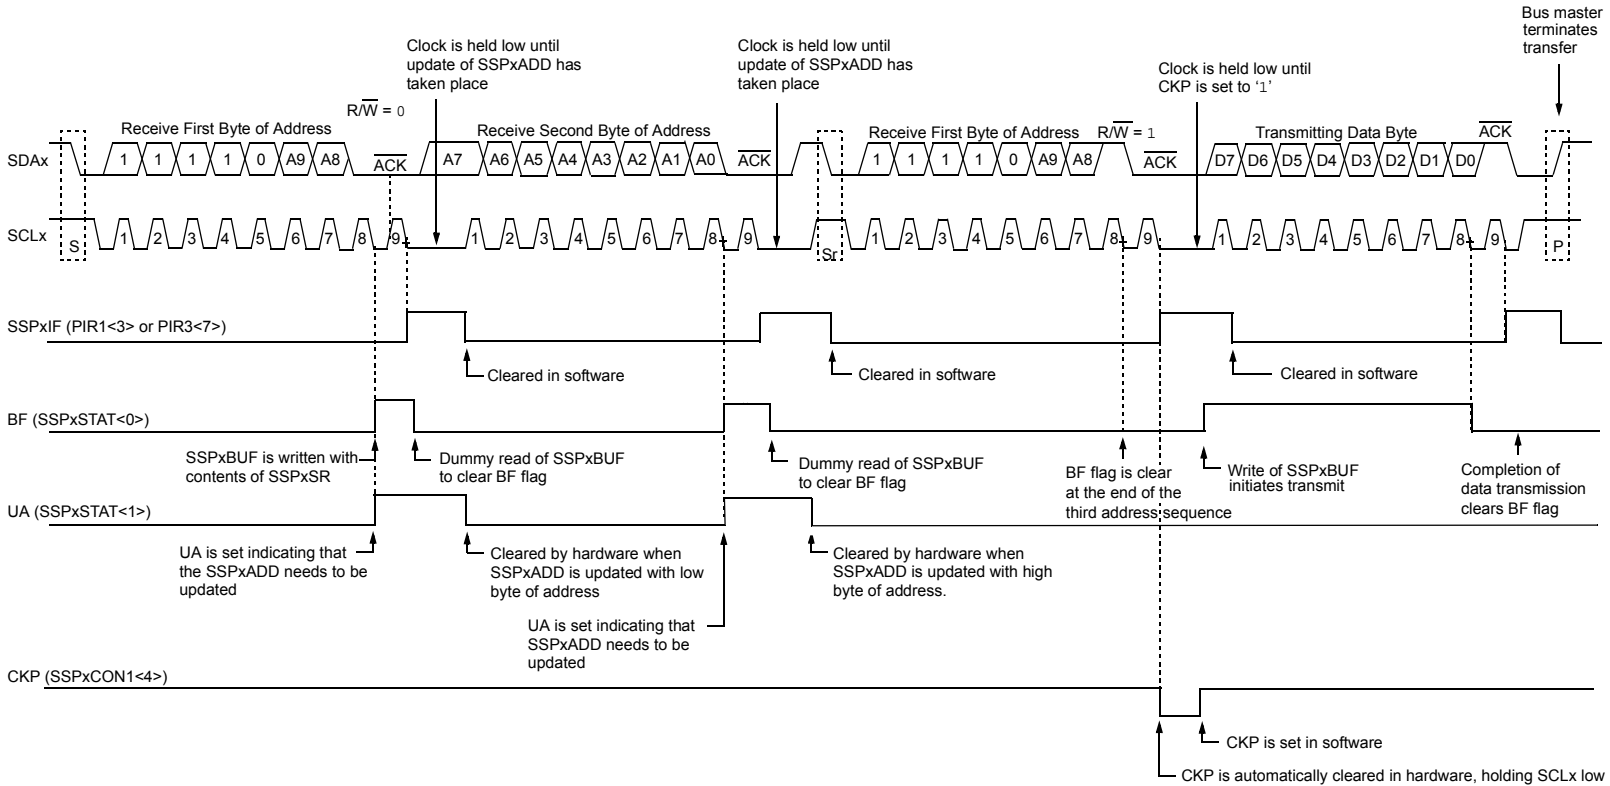 Bus master
terminates
transfer
Clock is held low until
update of SSPxADD has
taken place
Clock is held low until
update of SSPxADD has
taken place
Clock is held low until
CKP is set to ‘1’
R/W = 0
Receive First Byte of Address
Receive Second Byte of Address
Receive First Byte of Address
R/W = 1
Transmitting Data Byte
ACK
SDAx
1 1 1 1 0 A9 A8
ACK
A7 A6 A5 A4 A3 A2 A1 A0
ACK
1 1 1 1 0 A9 A8
ACK
D7 D6 D5 D4 D3 D2 D1 D0
SCLx
S
1 2 3 4 5 6 7 8 9
1 2 3 4 5 6 7 8 9
Sr
1 2 3 4 5 6 7 8 9
1 2 3 4 5 6 7 8 9
P
SSPxIF (PIR1<3> or PIR3<7>)
Cleared in software
Cleared in software
Cleared in software
BF (SSPxSTAT<0>)
SSPxBUF is written with
contents of SSPxSR
Dummy read of SSPxBUF
to clear BF flag
Dummy read of SSPxBUF
to clear BF flag
BF flag is clear
at the end of the
third address sequence
Write of SSPxBUF
initiates transmit
Completion of
data transmission
clears BF flag
UA (SSPxSTAT<1>)
UA is set indicating that
the SSPxADD needs to be
updated
Cleared by hardware when
SSPxADD is updated with low
byte of address
UA is set indicating that
SSPxADD needs to be
updated
Cleared by hardware when
SSPxADD is updated with high
byte of address.
CKP (SSPxCON1<4>)
CKP is set in software
CKP is automatically cleared in hardware, holding SCLx low